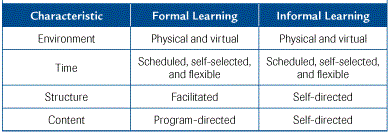 Characteristic Formal Learning Informal Learning
Environment Physical and virtual Physical and virtual
Time Scheduled, self-selected, and flexible Scheduled, self-selected, and flexible
Structure Facilitated Self-directed
Content Program-directed Self-directed